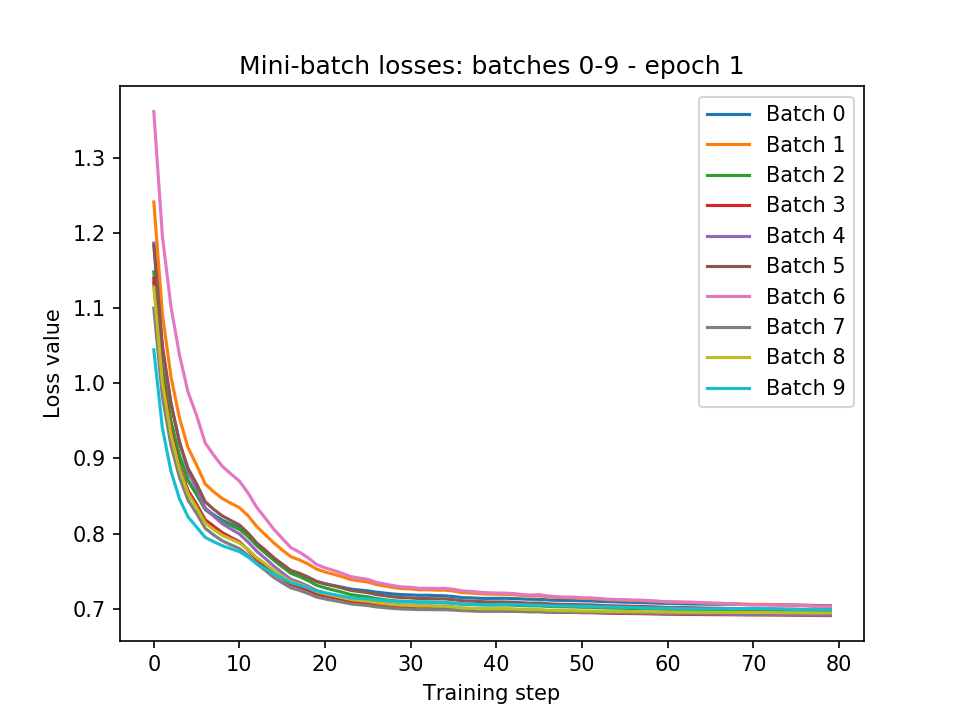 Mini-batch losses: batches 0-9 - epoch 1
Loss value
1.3
1.2
1.1
1.0
0.9
0.8
0.7
Batch 0
Batch 1
Batch 2
Batch 3
Batch 4
Batch 5
Batch 6
Batch 7
Batch 8
Batch 9
0 10 20 30 40 50 60 70 80
Training step